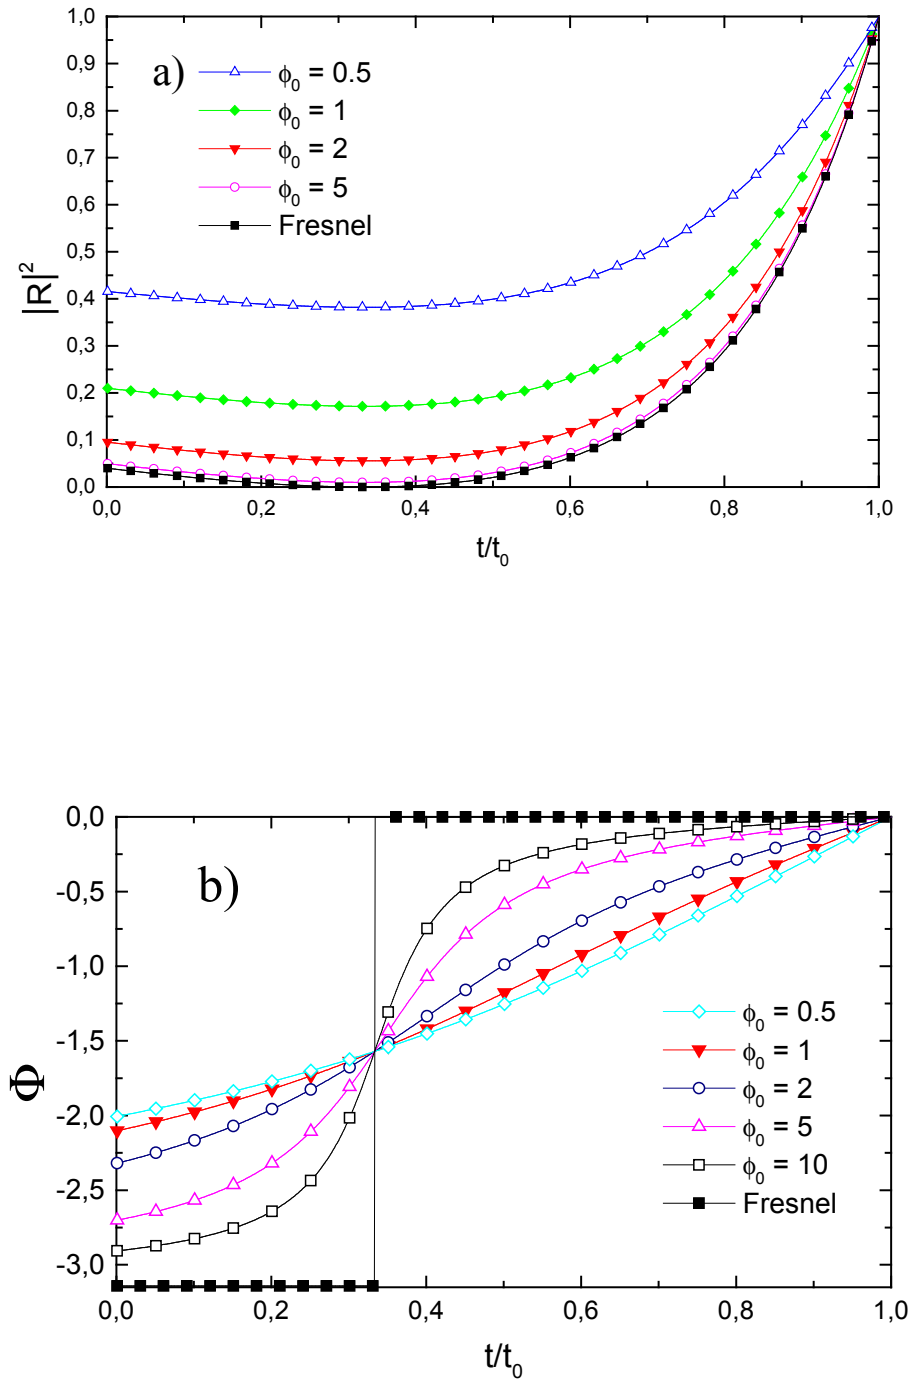 1,0
0,9
0,8
0,7
0,6
0,5
0,4
0,3
0,2
0,1
0,0
|R|²
a)
ϕ₀ = 0.5
ϕ₀ = 1
ϕ₀ = 2
ϕ₀ = 5
Fresnel
0,0 0,2 0,4 0,6 0,8 1,0
t/t₀
0,0
-0,5
-1,0
-1,5
-2,0
-2,5
-3,0
Φ
b)
ϕ₀ = 0.5
ϕ₀ = 1
ϕ₀ = 2
ϕ₀ = 5
ϕ₀ = 10
Fresnel
0,0 0,2 0,4 0,6 0,8 1,0
t/t₀